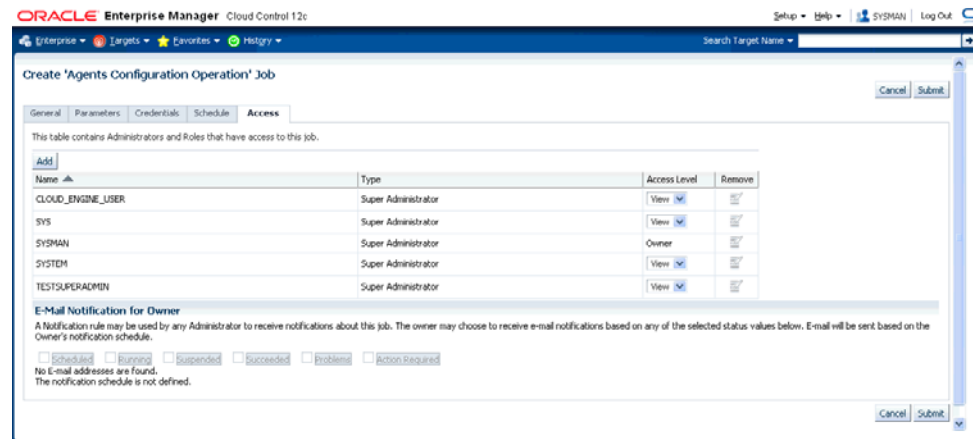 ORACLE Enterprise Manager Cloud Control 12c
Setup Help SYSMAN Log Out
Enterprise Targets Favorites History Search Target Name
Create 'Agents Configuration Operation' Job
Cancel Submit
General Parameters Credentials Schedule Access
This table contains Administrators and Roles that have access to this job.
Add
Name Type Access Level Remove
CLOUD_ENGINE_USER Super Administrator View
SYS Super Administrator View
SYSMAN Super Administrator Owner
SYSTEM Super Administrator View
TESTSUPERADMIN Super Administrator View
E-Mail Notification for Owner
A Notification rule may be used by any Administrator to receive notifications about this job. The owner may choose to receive e-mail notifications based on any of the selected status values below. E-mail will be sent based on the
Owner's notification schedule.
Scheduled Running Suspended Succeeded Problems Action Required
No E-mail addresses are found.
The notification schedule is not defined.
Cancel Submit